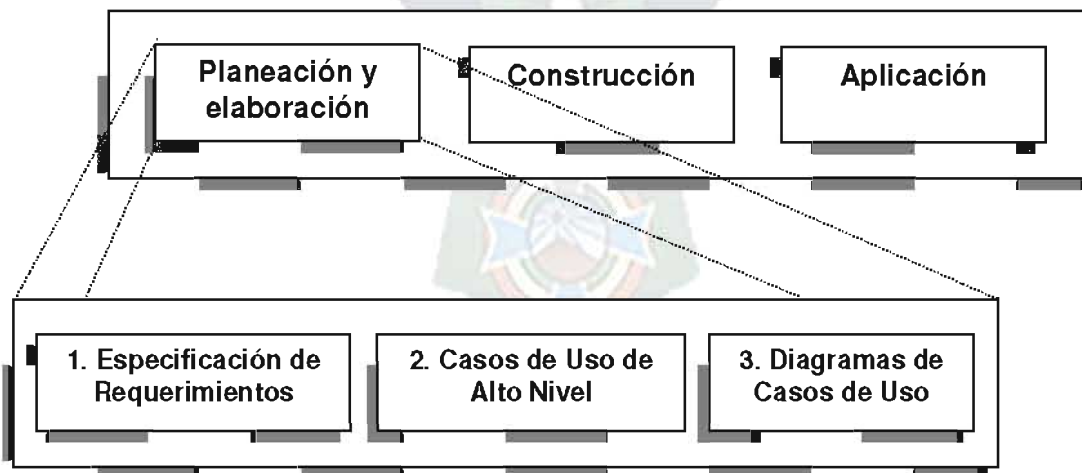 Planeación y
elaboración
Construcción
Aplicación
1. Especificación de
Requerimientos
2. Casos de Uso de
Alto Nivel
3. Diagramas de
Casos de Uso